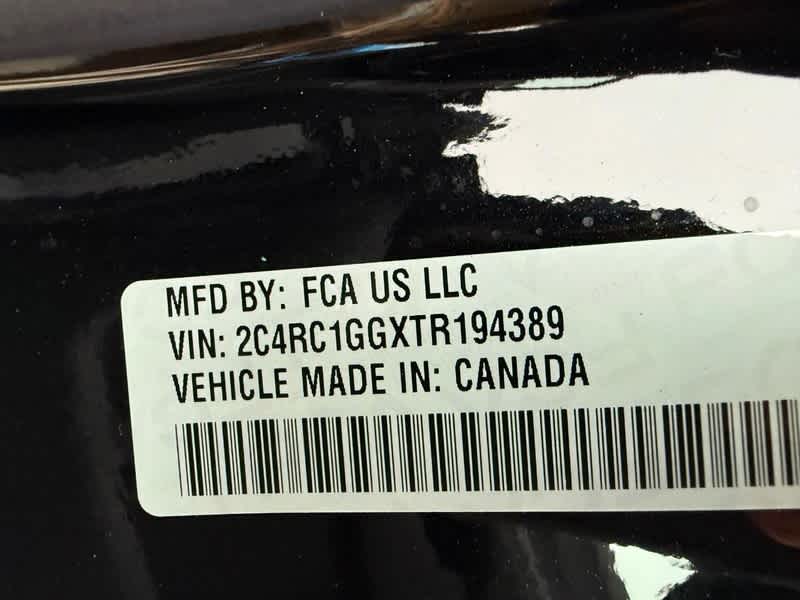 MFD BY: FCA US LLC
VIN: 2C4RC1GGXTR194389
VEHICLE MADE IN: CANADA